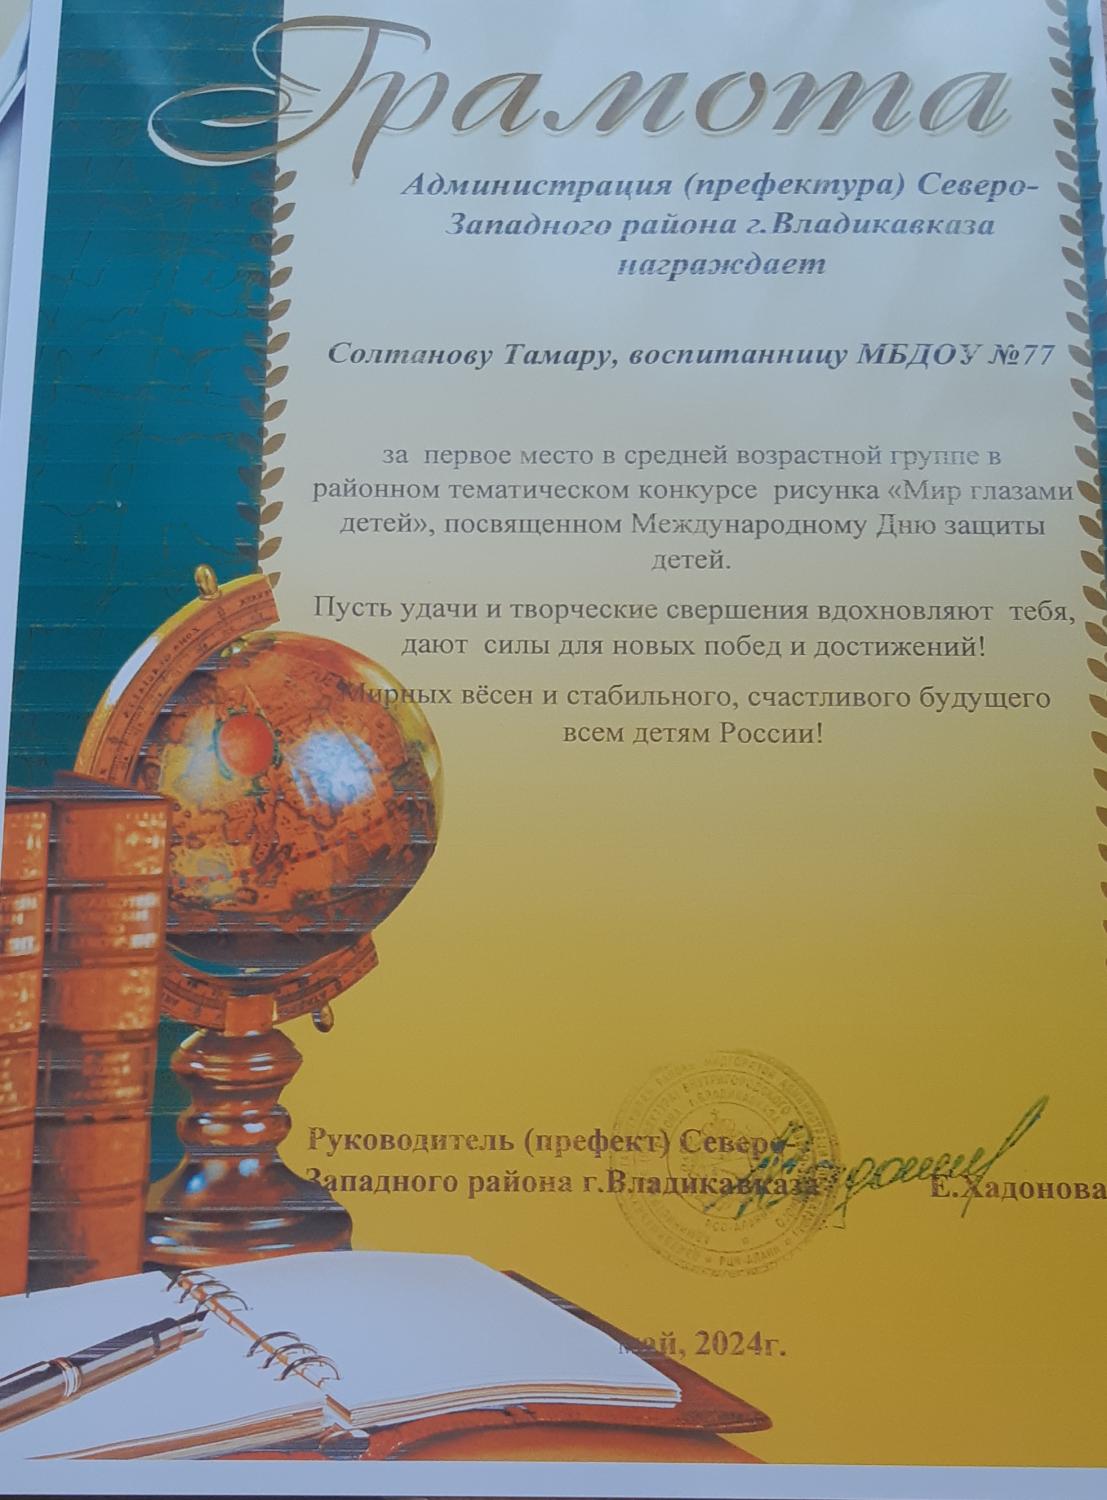 Грамота
Администрация (префектура) Северо-
Западного района г.Владикавказа
награждает
Солтанову Тамару, воспитанницу МБДОУ №77
за первое место в средней возрастной группе в
районном тематическом конкурсе рисунка «Мир глазами
детей», посвященном Международному Дню защиты
детей.
Пусть удачи и творческие свершения вдохновляют тебя,
дают силы для новых побед и достижений!
Мирных вёсен и стабильного, счастливого будущего
всем детям России!
Руководитель (префект) Северо-
Западного района г.Владикавказа
Е.Хадонова
май, 2024г.